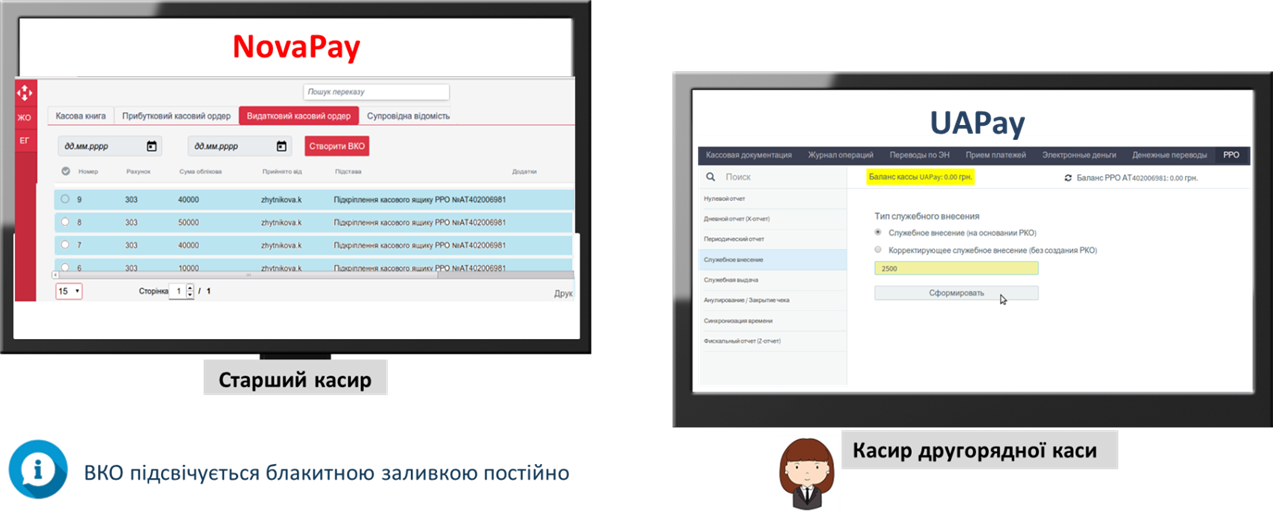 NovaPay
Пошук переказу
ЖО
ЕГ
Касова книга Прибутковий касовий ордер Видатковий касовий ордер Супровідна відомість
дд.мм.рррр дд.мм.рррр Створити ВКО
Номер Рахунок Сума облікова Прийнято від Підстава Додатки
9 303 40000 zhytnikova.k Підкріплення касового ящику РРО №АТ402006981
8 303 50000 zhytnikova.k Підкріплення касового ящику РРО №АТ402006981
7 303 40000 zhytnikova.k Підкріплення касового ящику РРО №АТ402006981
6 303 10000 zhytnikova.k Підкріплення касового ящику РРО №АТ402006981
15 Сторінка 1 / 1 Друк
Старший касир
ВКО підсвічується блакитною заливкою постійно
UAPay
Кассовая документация Журнал операций Переводы по ЭН Прием платежей Электронные деньги Денежные переводы РРО
Поиск Баланс кассы UAPay: 0.00 грн. Баланс РРО АТ402006981: 0.00 грн.
Нулевой отчет
Дневной отчет (X-отчет)
Периодический отчет
Служебное внесение
Служебная выдача
Анулирование / Закрытие чека
Синхронизация времени
Фискальный отчет (Z-отчет)
Тип служебного внесения
Служебное внесение (на основании РКО)
Корректирующее служебное внесение (без создания РКО)
2500
Сформировать
Касир другорядної каси